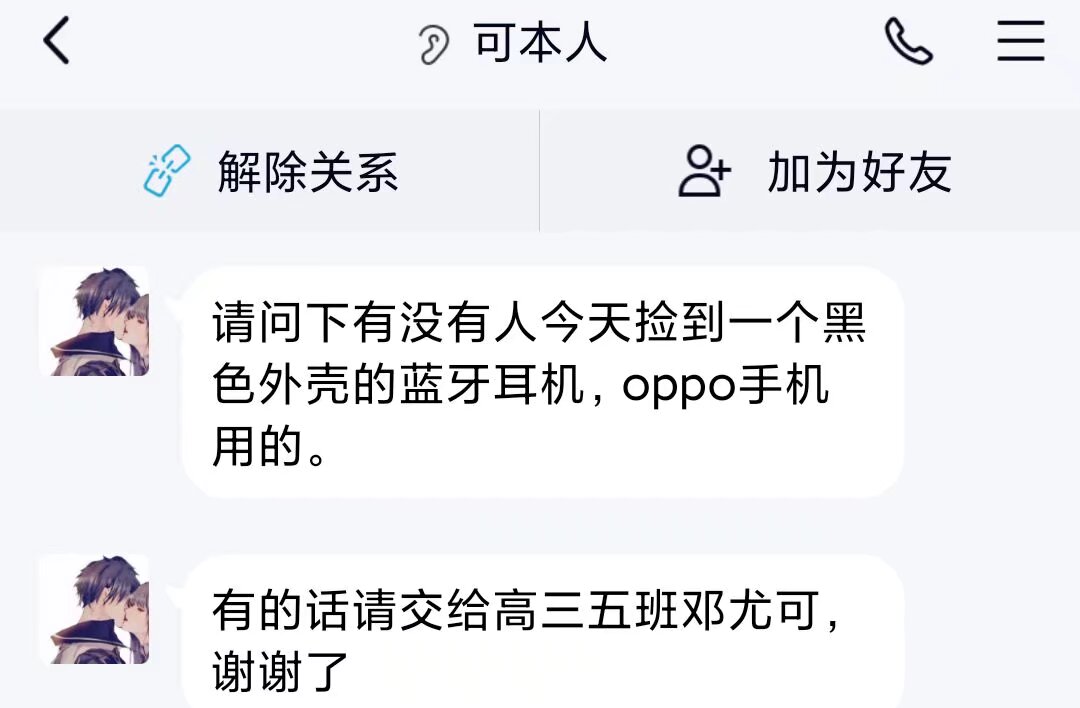 可本人
解除关系
加为好友
请问下有没有人今天捡到一个黑
色外壳的蓝牙耳机，oppo手机
用的。
有的话请交给高三五班邓尤可，
谢谢了